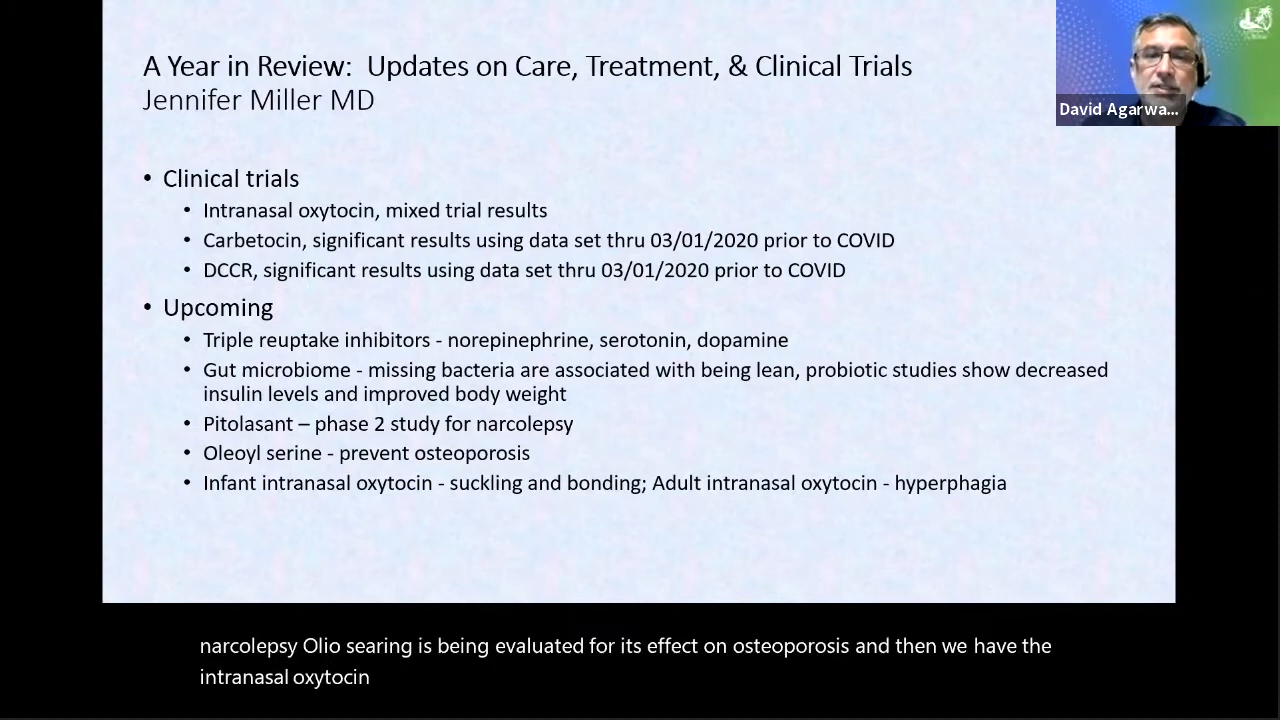 A Year in Review:  Updates on Care, Treatment, & Clinical Trials
Jennifer Miller MD
David Agarwa...
• Clinical trials
• Intranasal oxytocin, mixed trial results
• Carbetocin, significant results using data set thru 03/01/2020 prior to COVID
• DCCR, significant results using data set thru 03/01/2020 prior to COVID
• Upcoming
• Triple reuptake inhibitors - norepinephrine, serotonin, dopamine
• Gut microbiome - missing bacteria are associated with being lean, probiotic studies show decreased
insulin levels and improved body weight
• Pitolasant – phase 2 study for narcolepsy
• Oleoyl serine - prevent osteoporosis
• Infant intranasal oxytocin - suckling and bonding; Adult intranasal oxytocin - hyperphagia
narcolepsy Olio searing is being evaluated for its effect on osteoporosis and then we have the
intranasal oxytocin